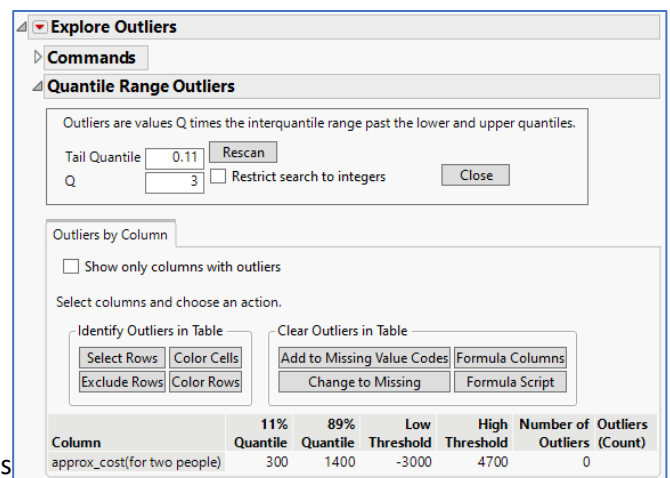 Explore Outliers
Commands
Quantile Range Outliers
Outliers are values Q times the interquantile range past the lower and upper quantiles.
Tail Quantile 0.11 Rescan
Q 3 Restrict search to integers Close
Outliers by Column
Show only columns with outliers
Select columns and choose an action.
Identify Outliers in Table Clear Outliers in Table
Select Rows Color Cells Add to Missing Value Codes Formula Columns
Exclude Rows Color Rows Change to Missing Formula Script
11% 89% Low High Number of Outliers
Column Quantile Quantile Threshold Threshold Outliers (Count)
approx_cost(for two people) 300 1400 -3000 4700 0
s